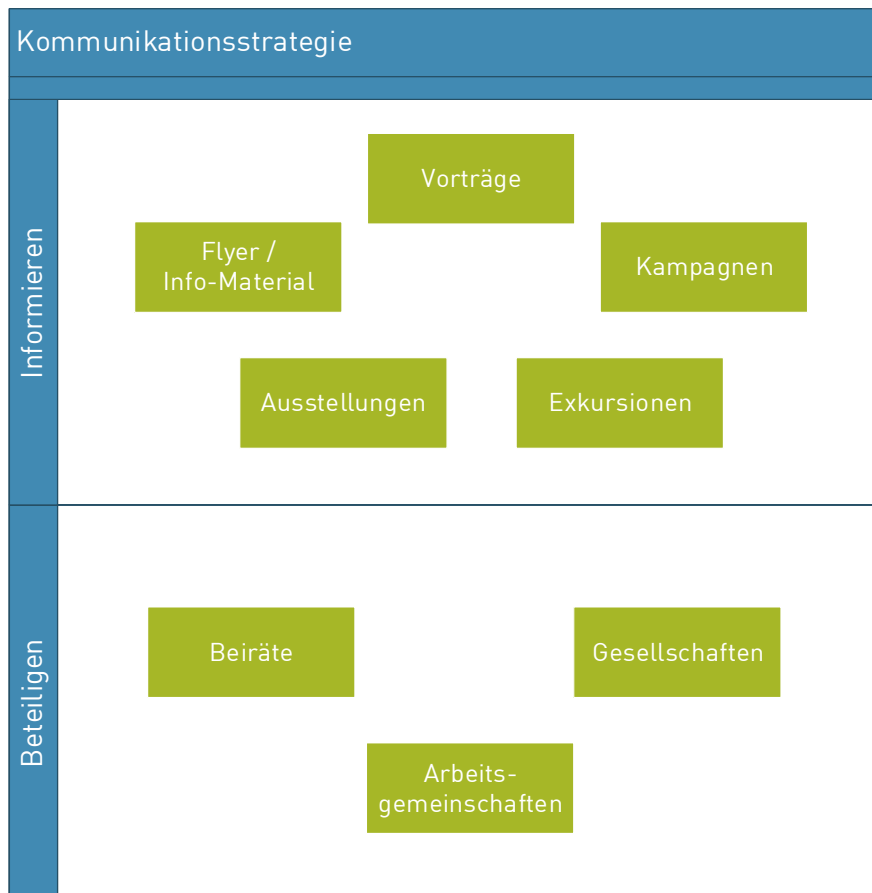 Kommunikationsstrategie
Informieren
Vorträge
Flyer /
Info-Material
Kampagnen
Ausstellungen
Exkursionen
Beteiligen
Beiräte
Gesellschaften
Arbeits-
gemeinschaften